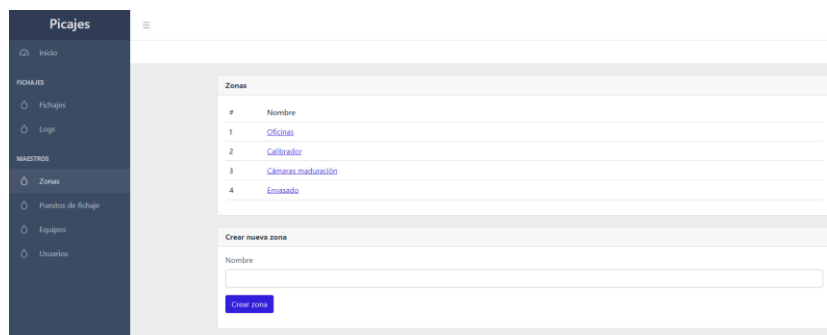 Picajes
Inicio
FICHAJES
Fichajes
Logs
MAESTROS
Zonas
Puestos de fichaje
Equipos
Usuarios
Zonas
# Nombre
1 Oficinas
2 Calibrador
3 Cámaras maduración
4 Envasado
Crear nueva zona
Nombre
Crear zona